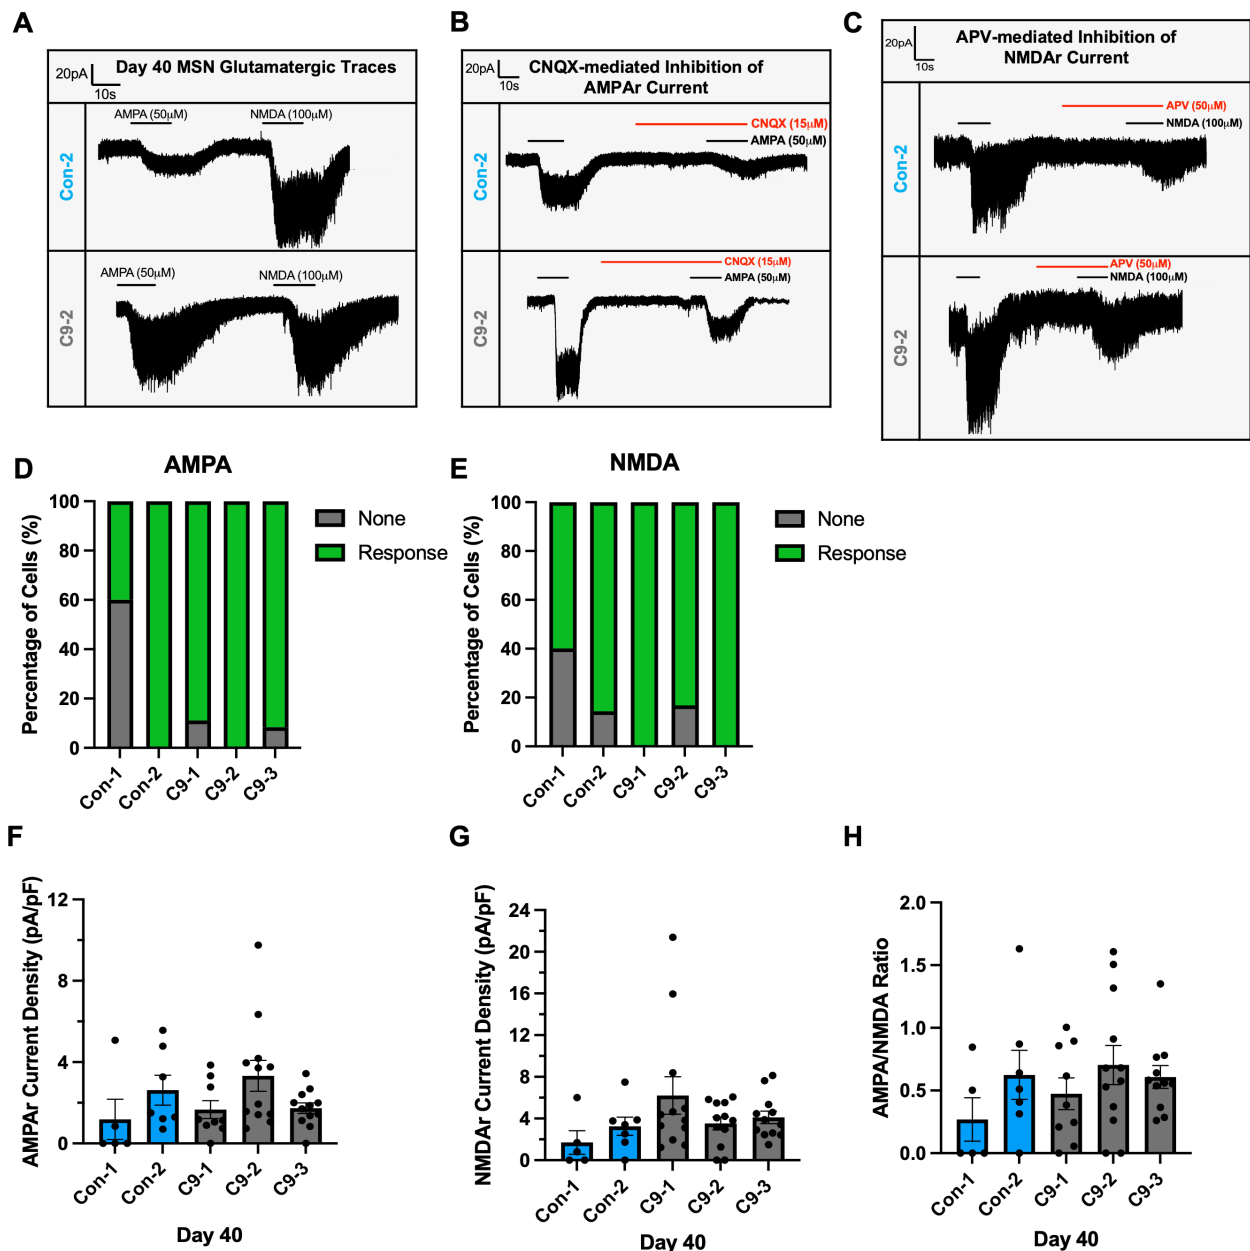 A
B
C
20pA
10s
Day 40 MSN Glutamatergic Traces
Con-2
AMPA (50μM)
NMDA (100μM)
C9-2
AMPA (50μM)
NMDA (100μM)
20pA
10s
CNQX-mediated Inhibition of
AMPAr Current
Con-2
CNQX (15μM)
AMPA (50μM)
C9-2
CNQX (15μM)
AMPA (50μM)
20pA
10s
APV-mediated Inhibition of
NMDAr Current
Con-2
APV (50μM)
NMDA (100μM)
C9-2
APV (50μM)
NMDA (100μM)
D
AMPA
Percentage of Cells (%)
100
80
60
40
20
0
Con-1
Con-2
C9-1
C9-2
C9-3
None
Response
E
NMDA
Percentage of Cells (%)
100
80
60
40
20
0
Con-1
Con-2
C9-1
C9-2
C9-3
None
Response
F
AMPAr Current Density (pA/pF)
12
8
4
0
Con-1
Con-2
C9-1
C9-2
C9-3
Day 40
G
NMDAr Current Density (pA/pF)
24
20
16
12
8
4
0
Con-1
Con-2
C9-1
C9-2
C9-3
Day 40
H
AMPA/NMDA Ratio
2.0
1.5
1.0
0.5
0.0
Con-1
Con-2
C9-1
C9-2
C9-3
Day 40